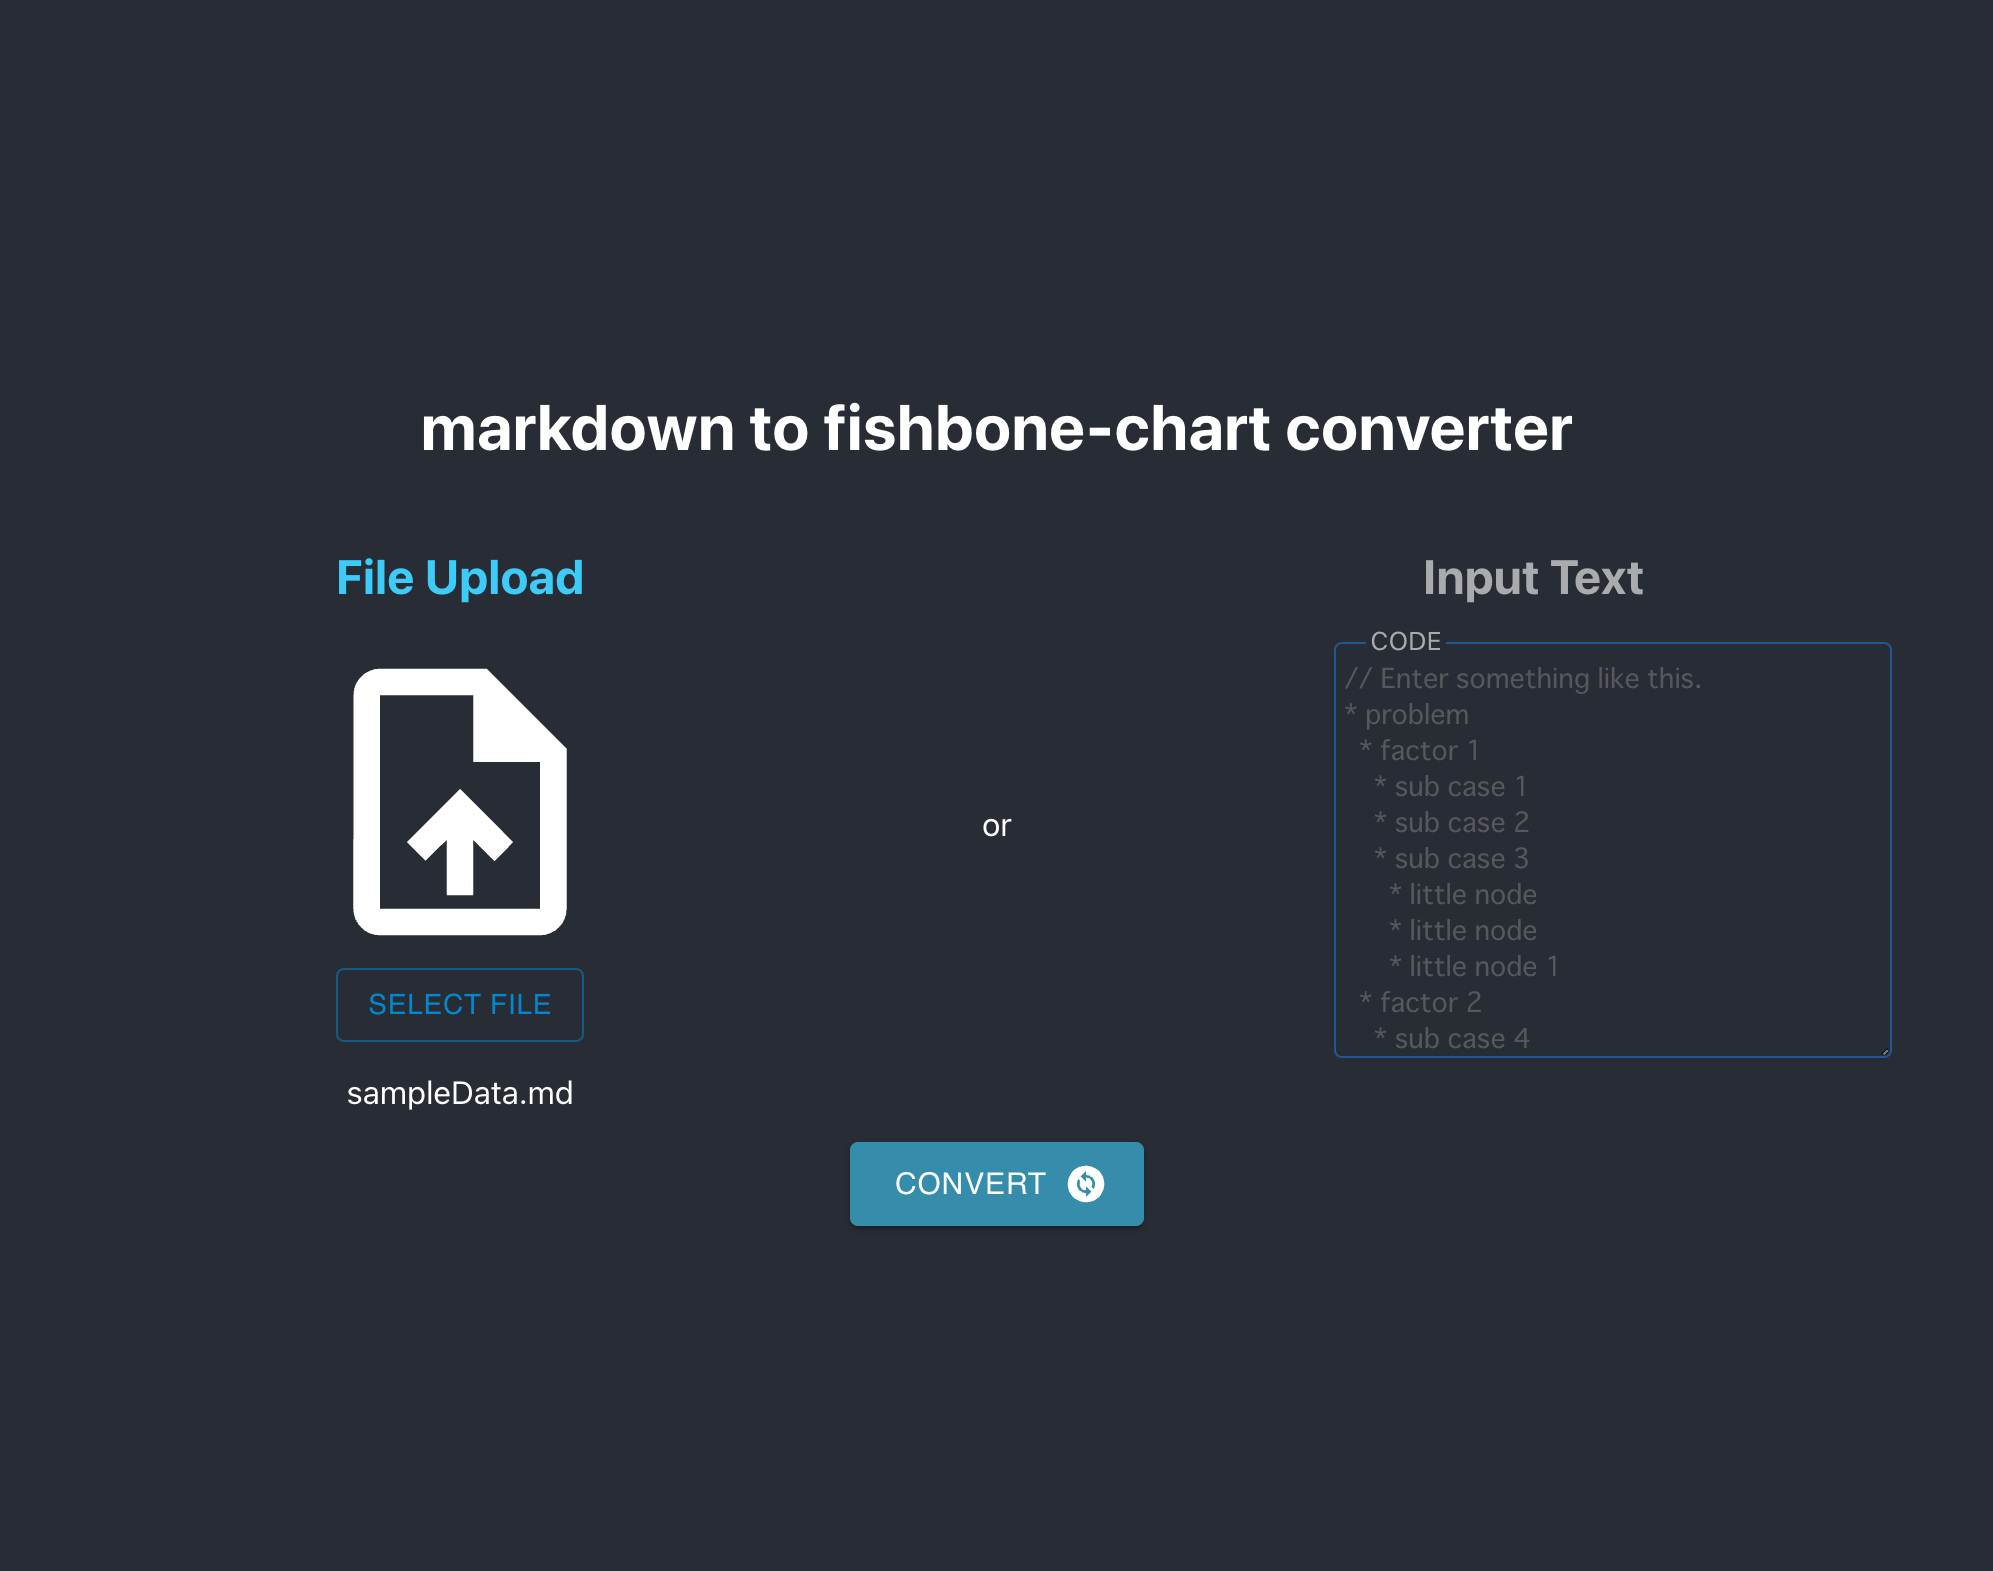 markdown to fishbone-chart converter
File Upload
SELECT FILE
sampleData.md
or
Input Text
CODE
// Enter something like this.
* problem
  * factor 1
    * sub case 1
    * sub case 2
    * sub case 3
      * little node
      * little node
      * little node 1
  * factor 2
    * sub case 4
CONVERT